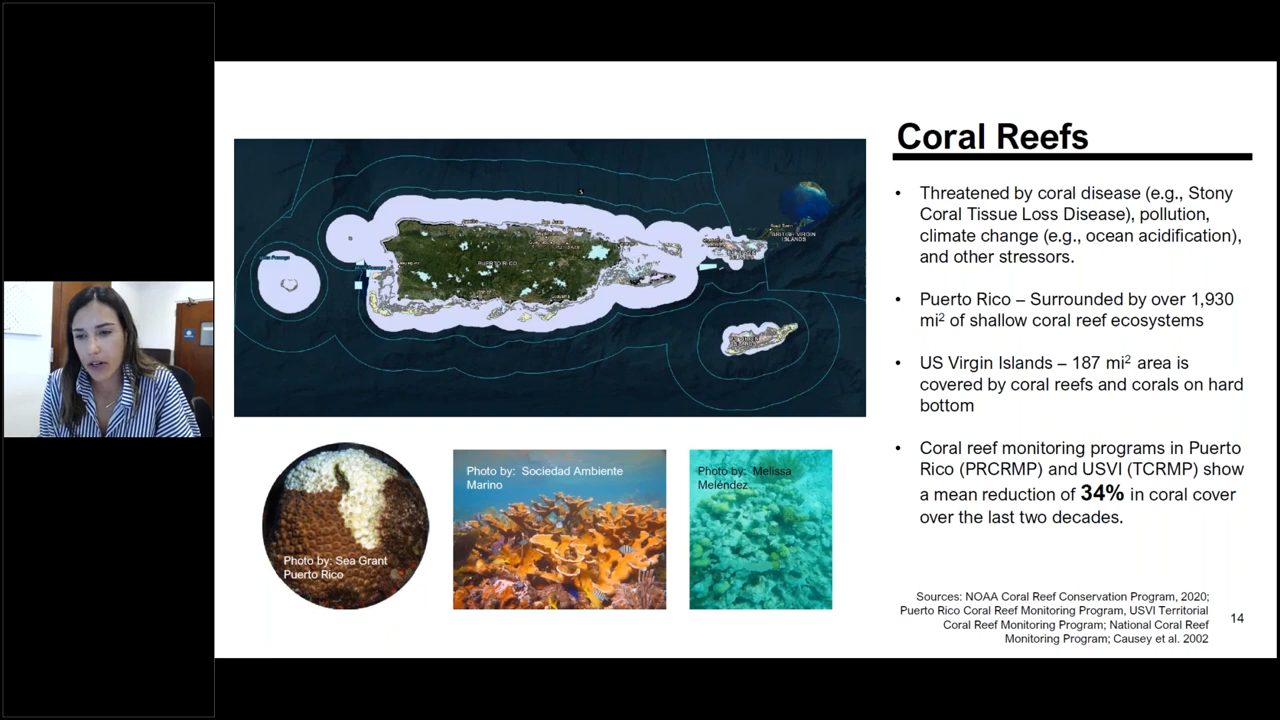 Coral Reefs
• Threatened by coral disease (e.g., Stony
Coral Tissue Loss Disease), pollution,
climate change (e.g., ocean acidification),
and other stressors.
• Puerto Rico – Surrounded by over 1,930
mi² of shallow coral reef ecosystems
• US Virgin Islands – 187 mi² area is
covered by coral reefs and corals on hard
bottom
• Coral reef monitoring programs in Puerto
Rico (PRCRMP) and USVI (TCRMP) show
a mean reduction of 34% in coral cover
over the last two decades.
PUERTO RICO
BRITISH VIRGIN
ISLANDS
Photo by: Sea Grant
Puerto Rico
Photo by: Sociedad Ambiente
Marino
Photo by: Melissa
Meléndez
Sources: NOAA Coral Reef Conservation Program, 2020;
Puerto Rico Coral Reef Monitoring Program, USVI Territorial
Coral Reef Monitoring Program; National Coral Reef
Monitoring Program; Causey et al. 2002
14